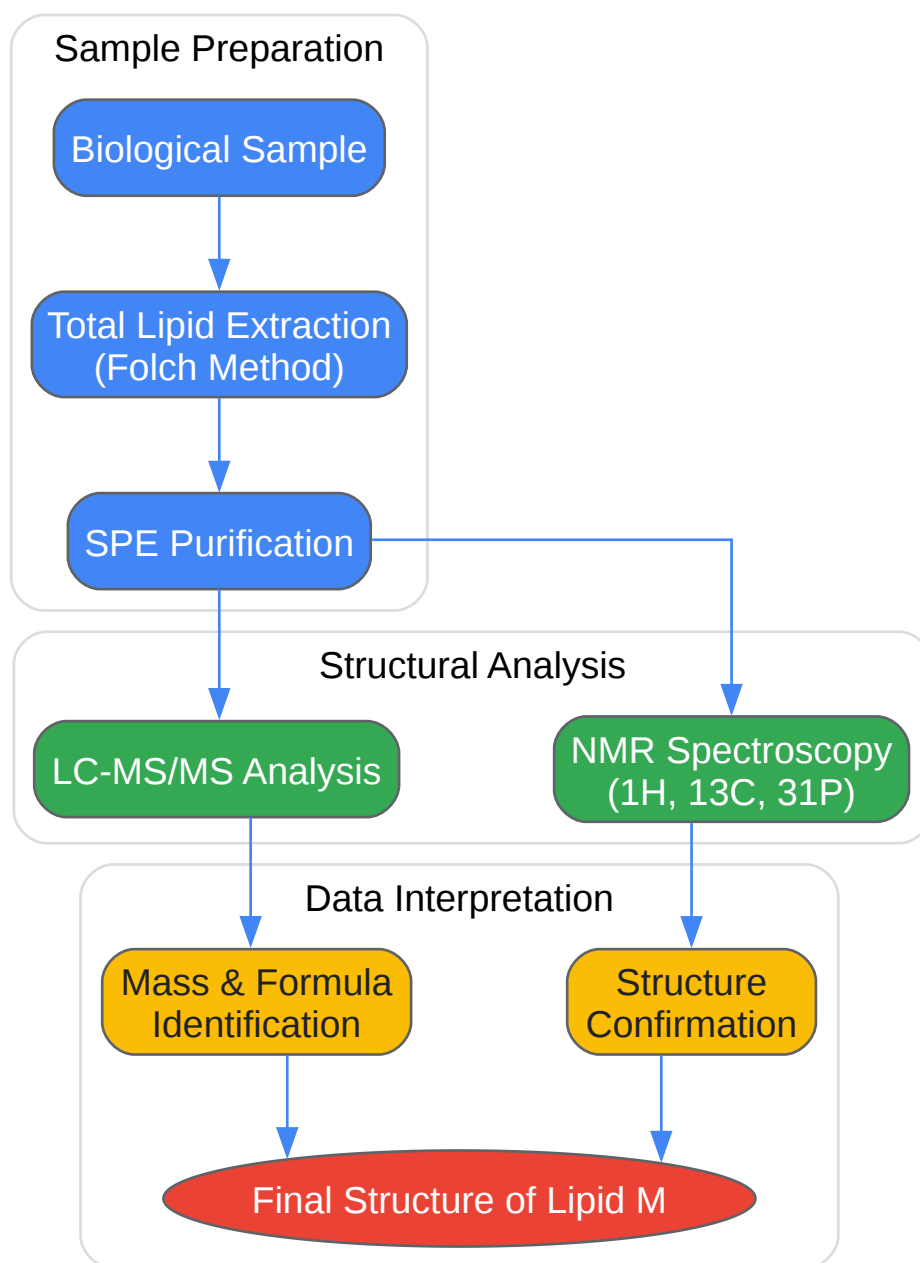 Sample Preparation
Biological Sample
Total Lipid Extraction
(Folch Method)
SPE Purification
Structural Analysis
LC-MS/MS Analysis
NMR Spectroscopy
(1H, 13C, 31P)
Data Interpretation
Mass & Formula
Identification
Structure
Confirmation
Final Structure of Lipid M